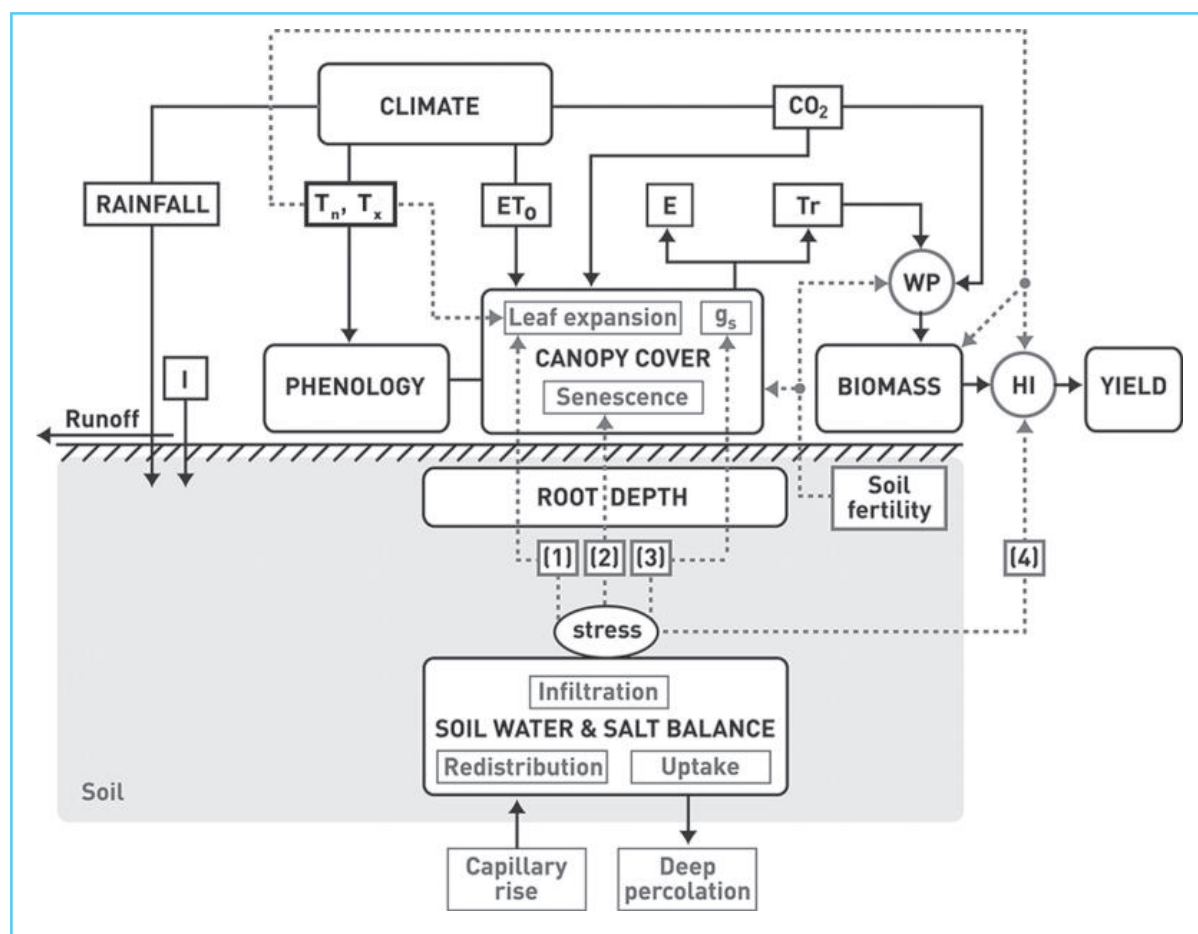 CLIMATE
CO₂
RAINFALL
Tₙ, Tₓ
ETₒ
E
Tr
WP
Leaf expansion
gₛ
CANOPY COVER
Senescence
PHENOLOGY
I
BIOMASS
HI
YIELD
Runoff
ROOT DEPTH
Soil
fertility
(1)
(2)
(3)
(4)
stress
Infiltration
SOIL WATER & SALT BALANCE
Redistribution
Uptake
Soil
Capillary
rise
Deep
percolation